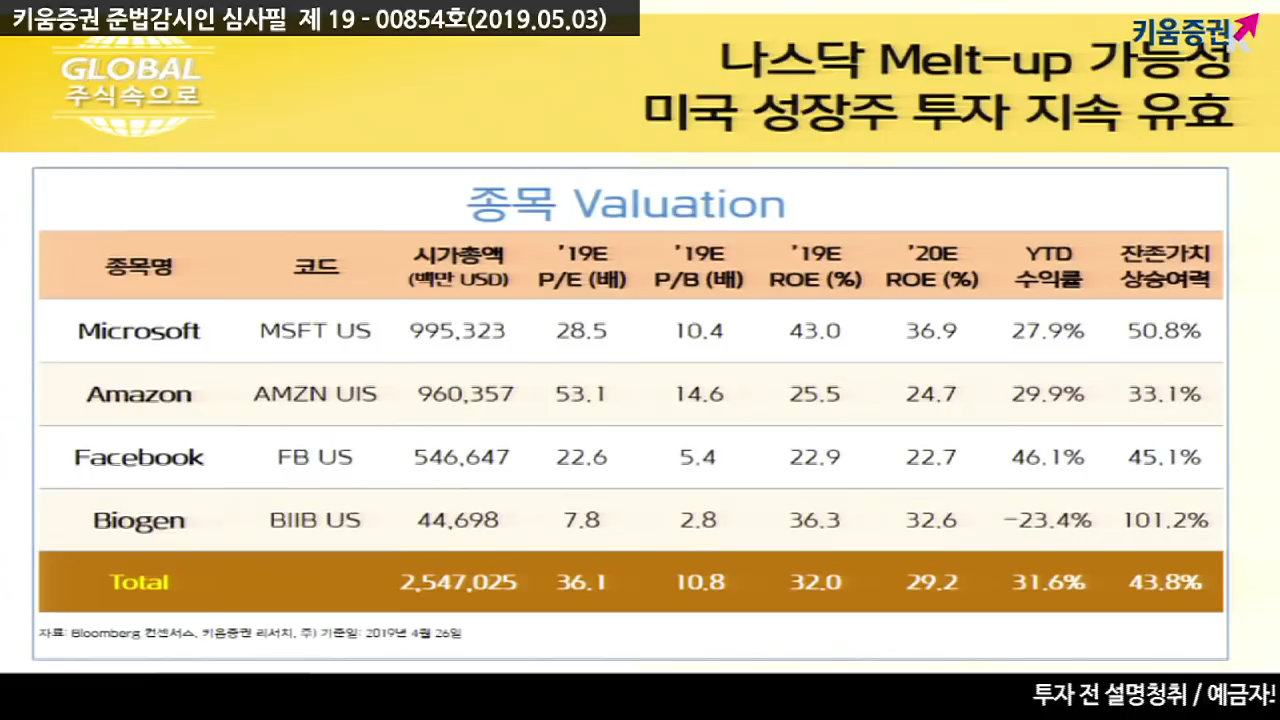 키움증권 준법감시인 심사필 제 19 - 00854호(2019.05.03)
키움증권
GLOBAL
주식속으로
나스닥 Melt-up 가능성
미국 성장주 투자 지속 유효
종목 Valuation
종목명 코드 시가총액 (백만 USD) '19E P/E (배) '19E P/B (배) '19E ROE (%) '20E ROE (%) YTD 수익률 잔존가치 상승여력
Microsoft MSFT US 995,323 28.5 10.4 43.0 36.9 27.9% 50.8%
Amazon AMZN UIS 960,357 53.1 14.6 25.5 24.7 29.9% 33.1%
Facebook FB US 546,647 22.6 5.4 22.9 22.7 46.1% 45.1%
Biogen BIIB US 44,698 7.8 2.8 36.3 32.6 -23.4% 101.2%
Total 2,547,025 36.1 10.8 32.0 29.2 31.6% 43.8%
자료: Bloomberg 컨센서스, 키움증권 리서치, 주) 기준일: 2019년 4월 26일
투자 전 설명청취 / 예금자!